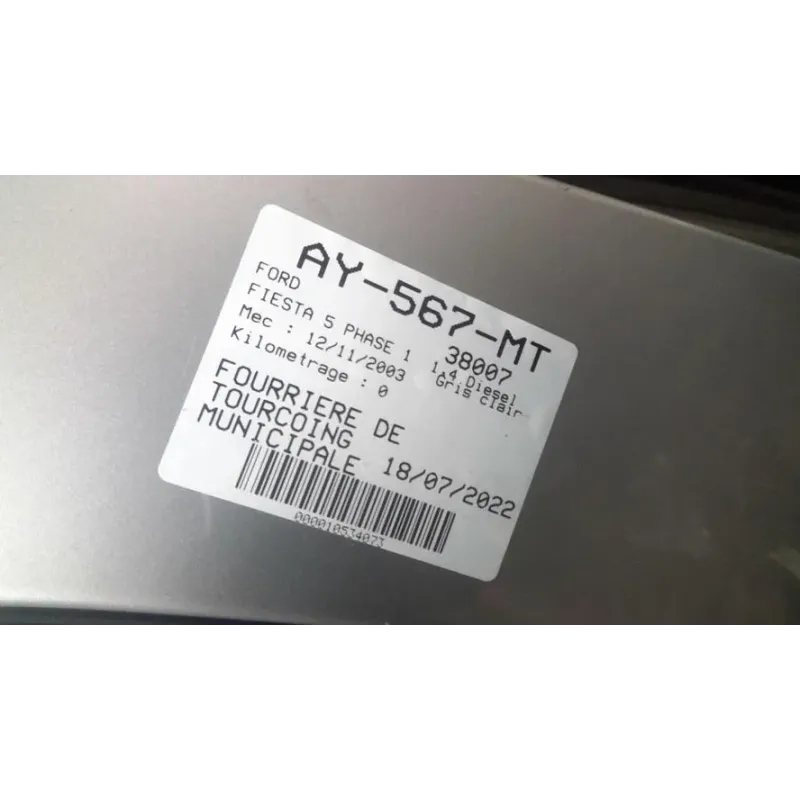 AY-567-MT
FORD 38007
FIESTA 5 PHASE 1 1.4 Diesel
Mec : 12/11/2003 Gris clair
Kilometrage : 0
FOURRIERE DE
TOURCOING
MUNICIPALE 18/07/2022
000010534073